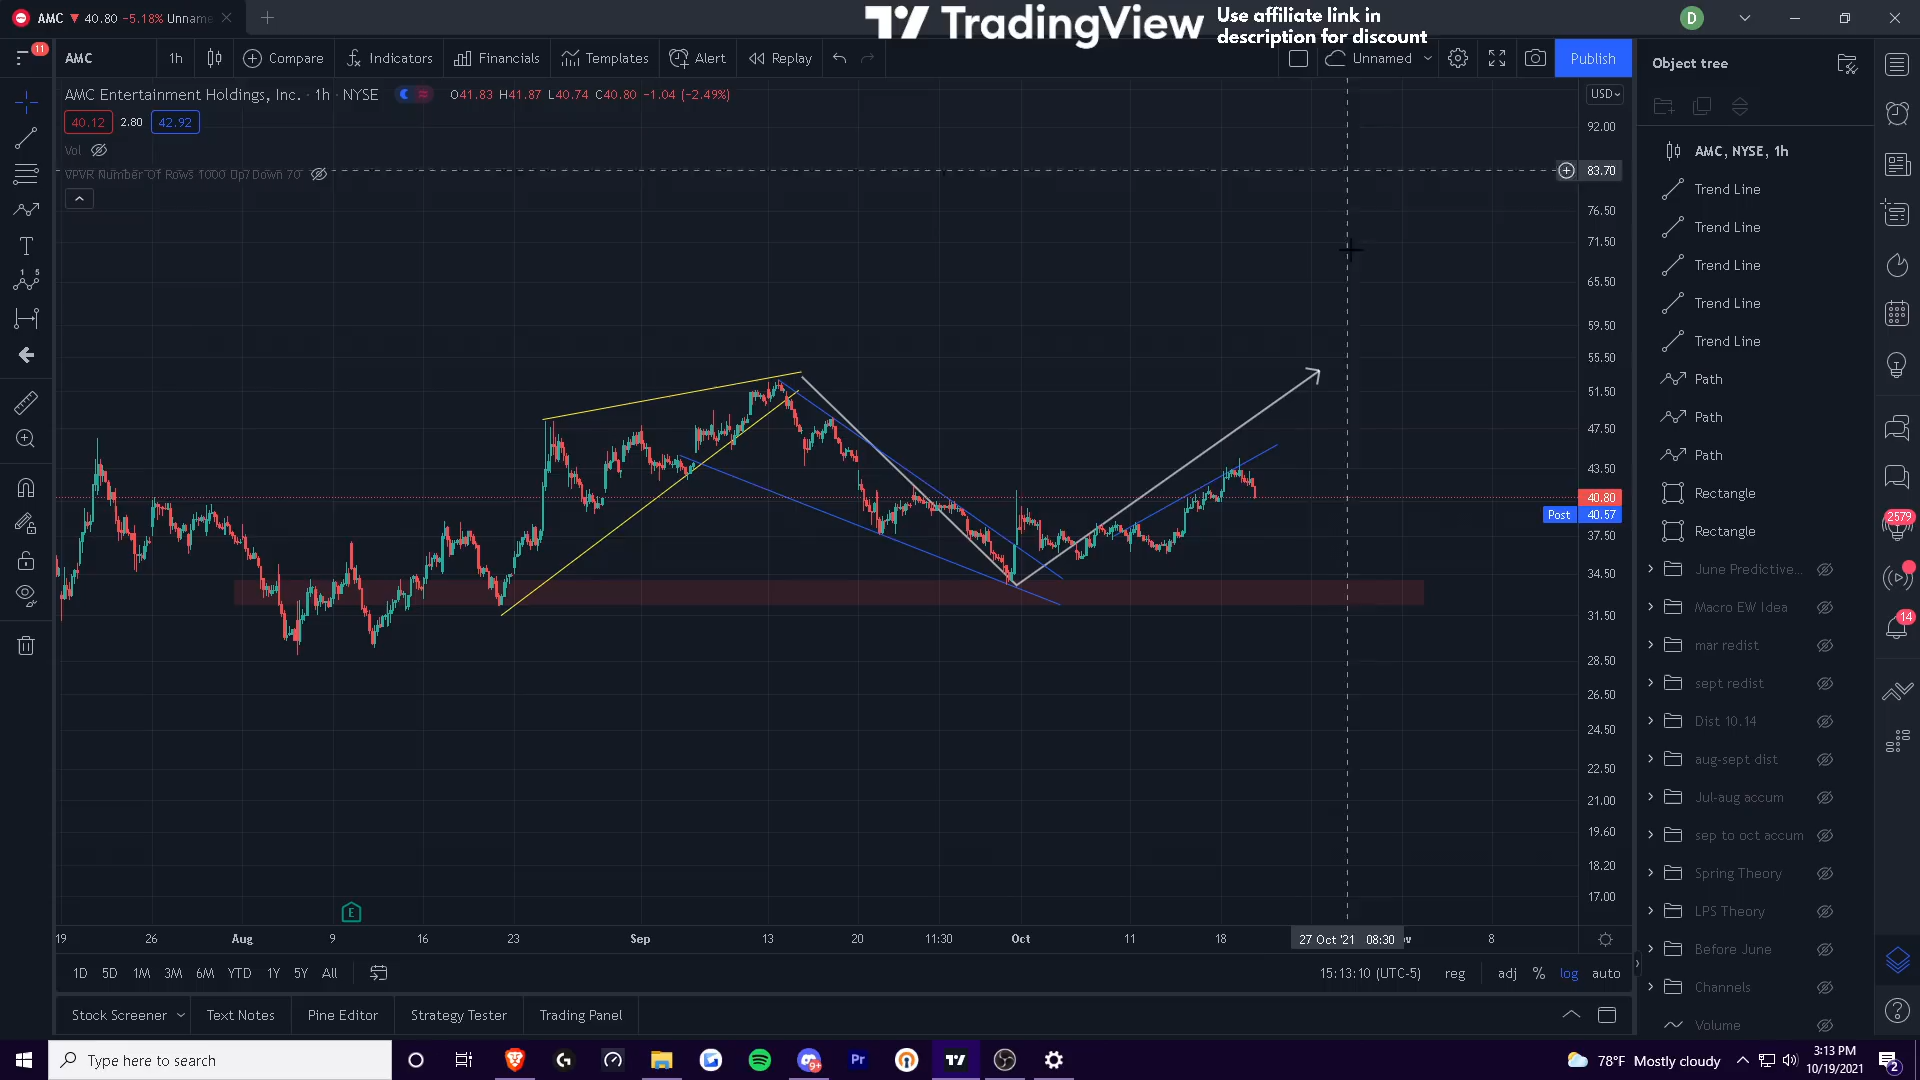 AMC ▼ 40.80 −5.18% Unname
TradingView
Use affiliate link in
description for discount
D
11
AMC
1h
Compare
Indicators
Financials
Templates
Alert
Replay
Unnamed
Publish
Object tree
AMC Entertainment Holdings, Inc. · 1h · NYSE
O41.83 H41.87 L40.74 C40.80 −1.04 (−2.49%)
USD
40.12
2.80
42.92
Vol
VPVR Number Of Rows 1000 Up/Down 70
92.00
83.70
76.50
71.50
65.50
59.50
55.50
51.50
47.50
43.50
40.80
Post 40.57
37.50
34.50
31.50
28.50
26.50
24.50
22.50
21.00
19.60
18.20
17.00
AMC, NYSE, 1h
Trend Line
Trend Line
Trend Line
Trend Line
Trend Line
Path
Path
Path
Rectangle
Rectangle
June Predictive...
Macro EW Idea
mar redist
sept redist
Dist 10.14
aug-sept dist
Jul-aug accum
sep to oct accum
Spring Theory
LPS Theory
Before June
Channels
Volume
2579
14
E
19
26
Aug
9
16
23
Sep
13
20
11:30
Oct
11
18
27 Oct '21 08:30
8
1D
5D
1M
3M
6M
YTD
1Y
5Y
All
15:13:10 (UTC-5)
reg
adj
%
log
auto
Stock Screener
Text Notes
Pine Editor
Strategy Tester
Trading Panel
Type here to search
Pr
78°F Mostly cloudy
3:13 PM
10/19/2021
2